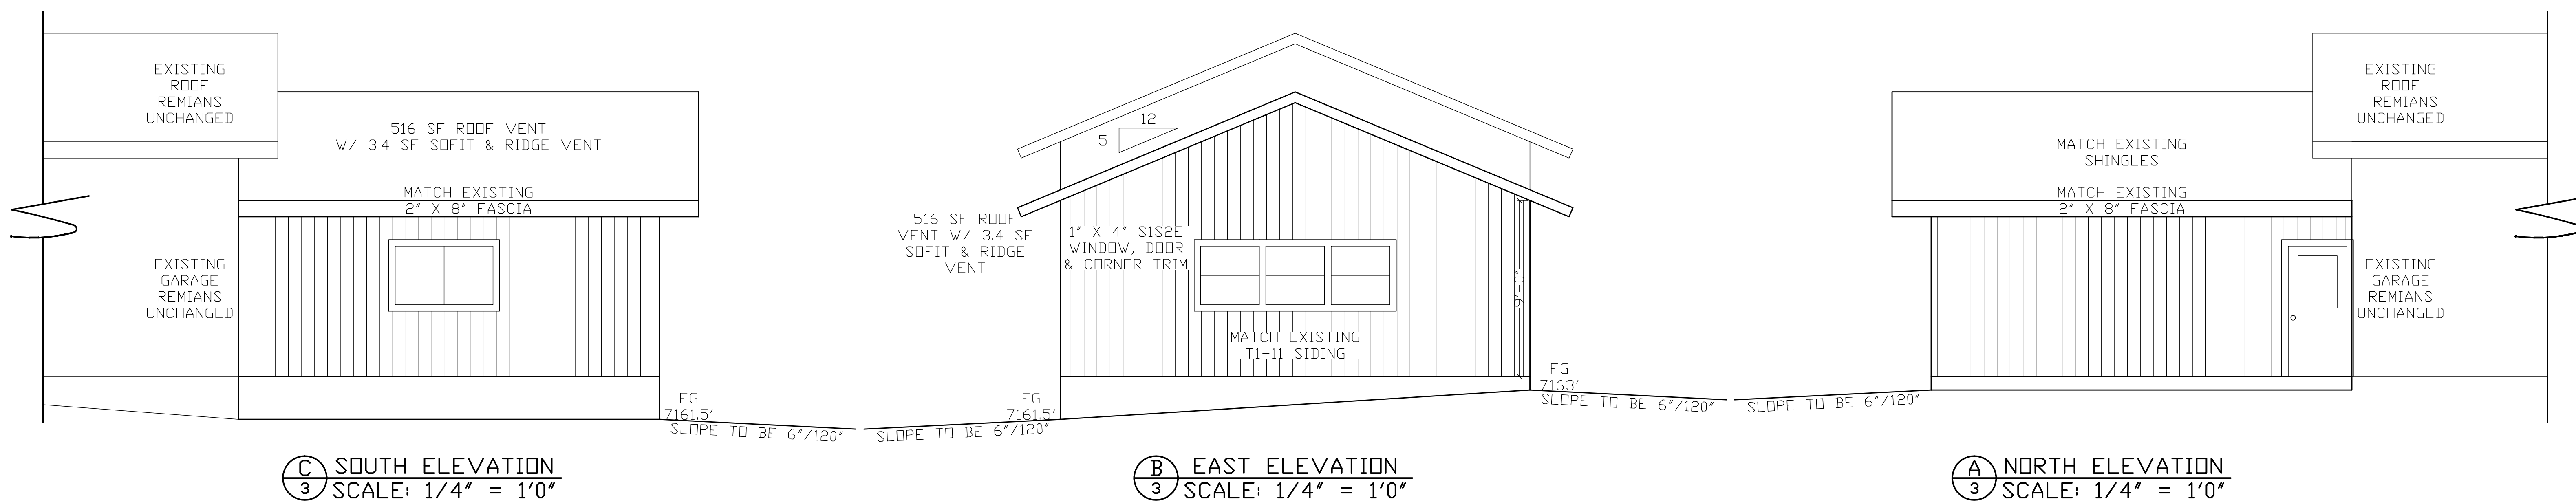 EXISTING
ROOF
REMIANS
UNCHANGED
516 SF ROOF VENT
W/ 3.4 SF SOFIT & RIDGE VENT
MATCH EXISTING
2" X 8" FASCIA
EXISTING
GARAGE
REMIANS
UNCHANGED
FG
7161.5'
SLOPE TO BE 6"/120"
C
3
SOUTH ELEVATION
SCALE: 1/4" = 1'0"
12
5
516 SF ROOF
VENT W/ 3.4 SF
SOFIT & RIDGE
VENT
1" X 4" S1S2E
WINDOW, DOOR
& CORNER TRIM
9'-0"
MATCH EXISTING
T1-11 SIDING
FG
7161.5'
SLOPE TO BE 6"/120"
FG
7163'
SLOPE TO BE 6"/120"
B
3
EAST ELEVATION
SCALE: 1/4" = 1'0"
EXISTING
ROOF
REMIANS
UNCHANGED
MATCH EXISTING
SHINGLES
MATCH EXISTING
2" X 8" FASCIA
EXISTING
GARAGE
REMIANS
UNCHANGED
SLOPE TO BE 6"/120"
A
3
NORTH ELEVATION
SCALE: 1/4" = 1'0"